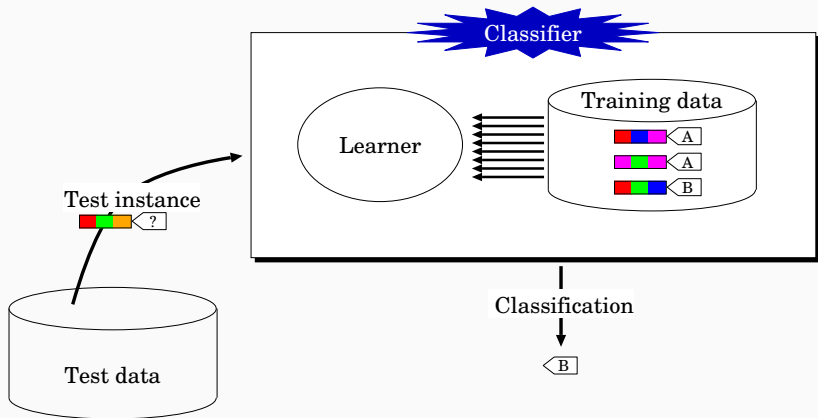 Classifier
Training data
A
Learner
A
B
Test instance
?
Classification
B
Test data